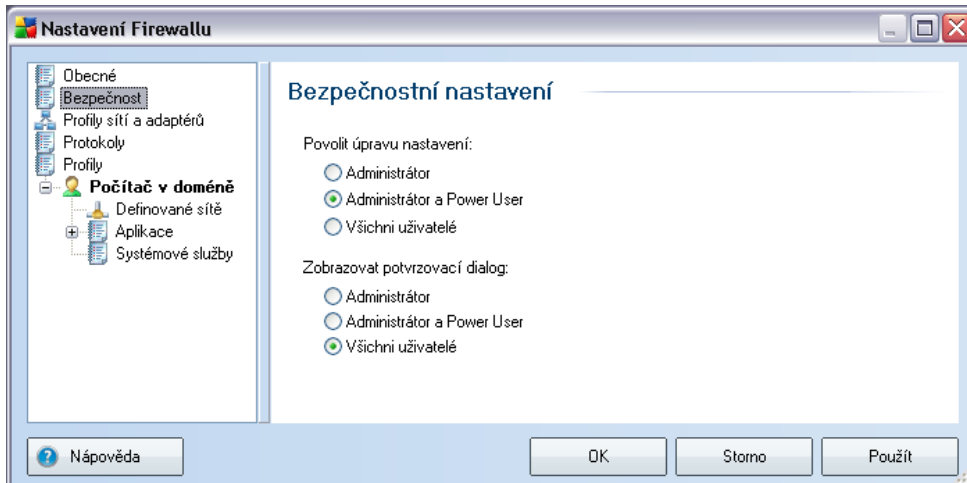 Nastavení Firewallu
Obecné
Bezpečnost
Profily sítí a adaptérů
Protokoly
Profily
Počítač v doméně
Definované sítě
Aplikace
Systémové služby
Bezpečnostní nastavení
Povolit úpravu nastavení:
Administrátor
Administrátor a Power User
Všichni uživatelé
Zobrazovat potvrzovací dialog:
Administrátor
Administrátor a Power User
Všichni uživatelé
Nápověda
OK
Storno
Použít